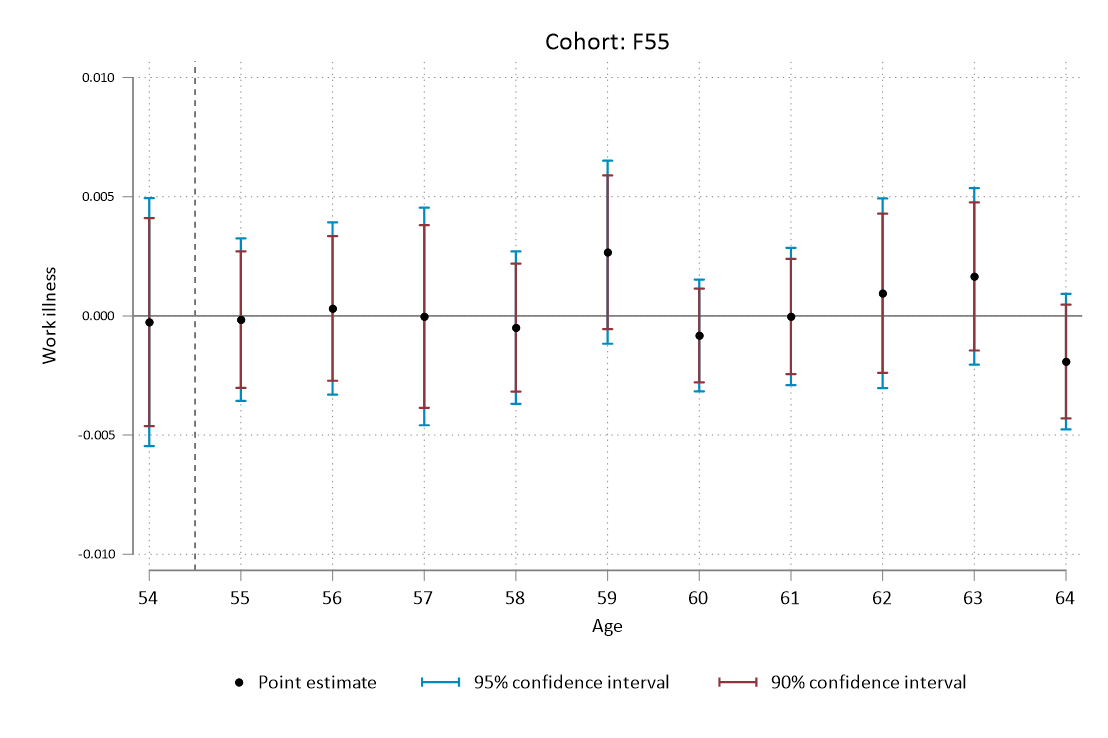 Cohort: F55
0.010
0.005
0.000
-0.005
-0.010
Work illness
54 55 56 57 58 59 60 61 62 63 64
Age
Point estimate 95% confidence interval 90% confidence interval